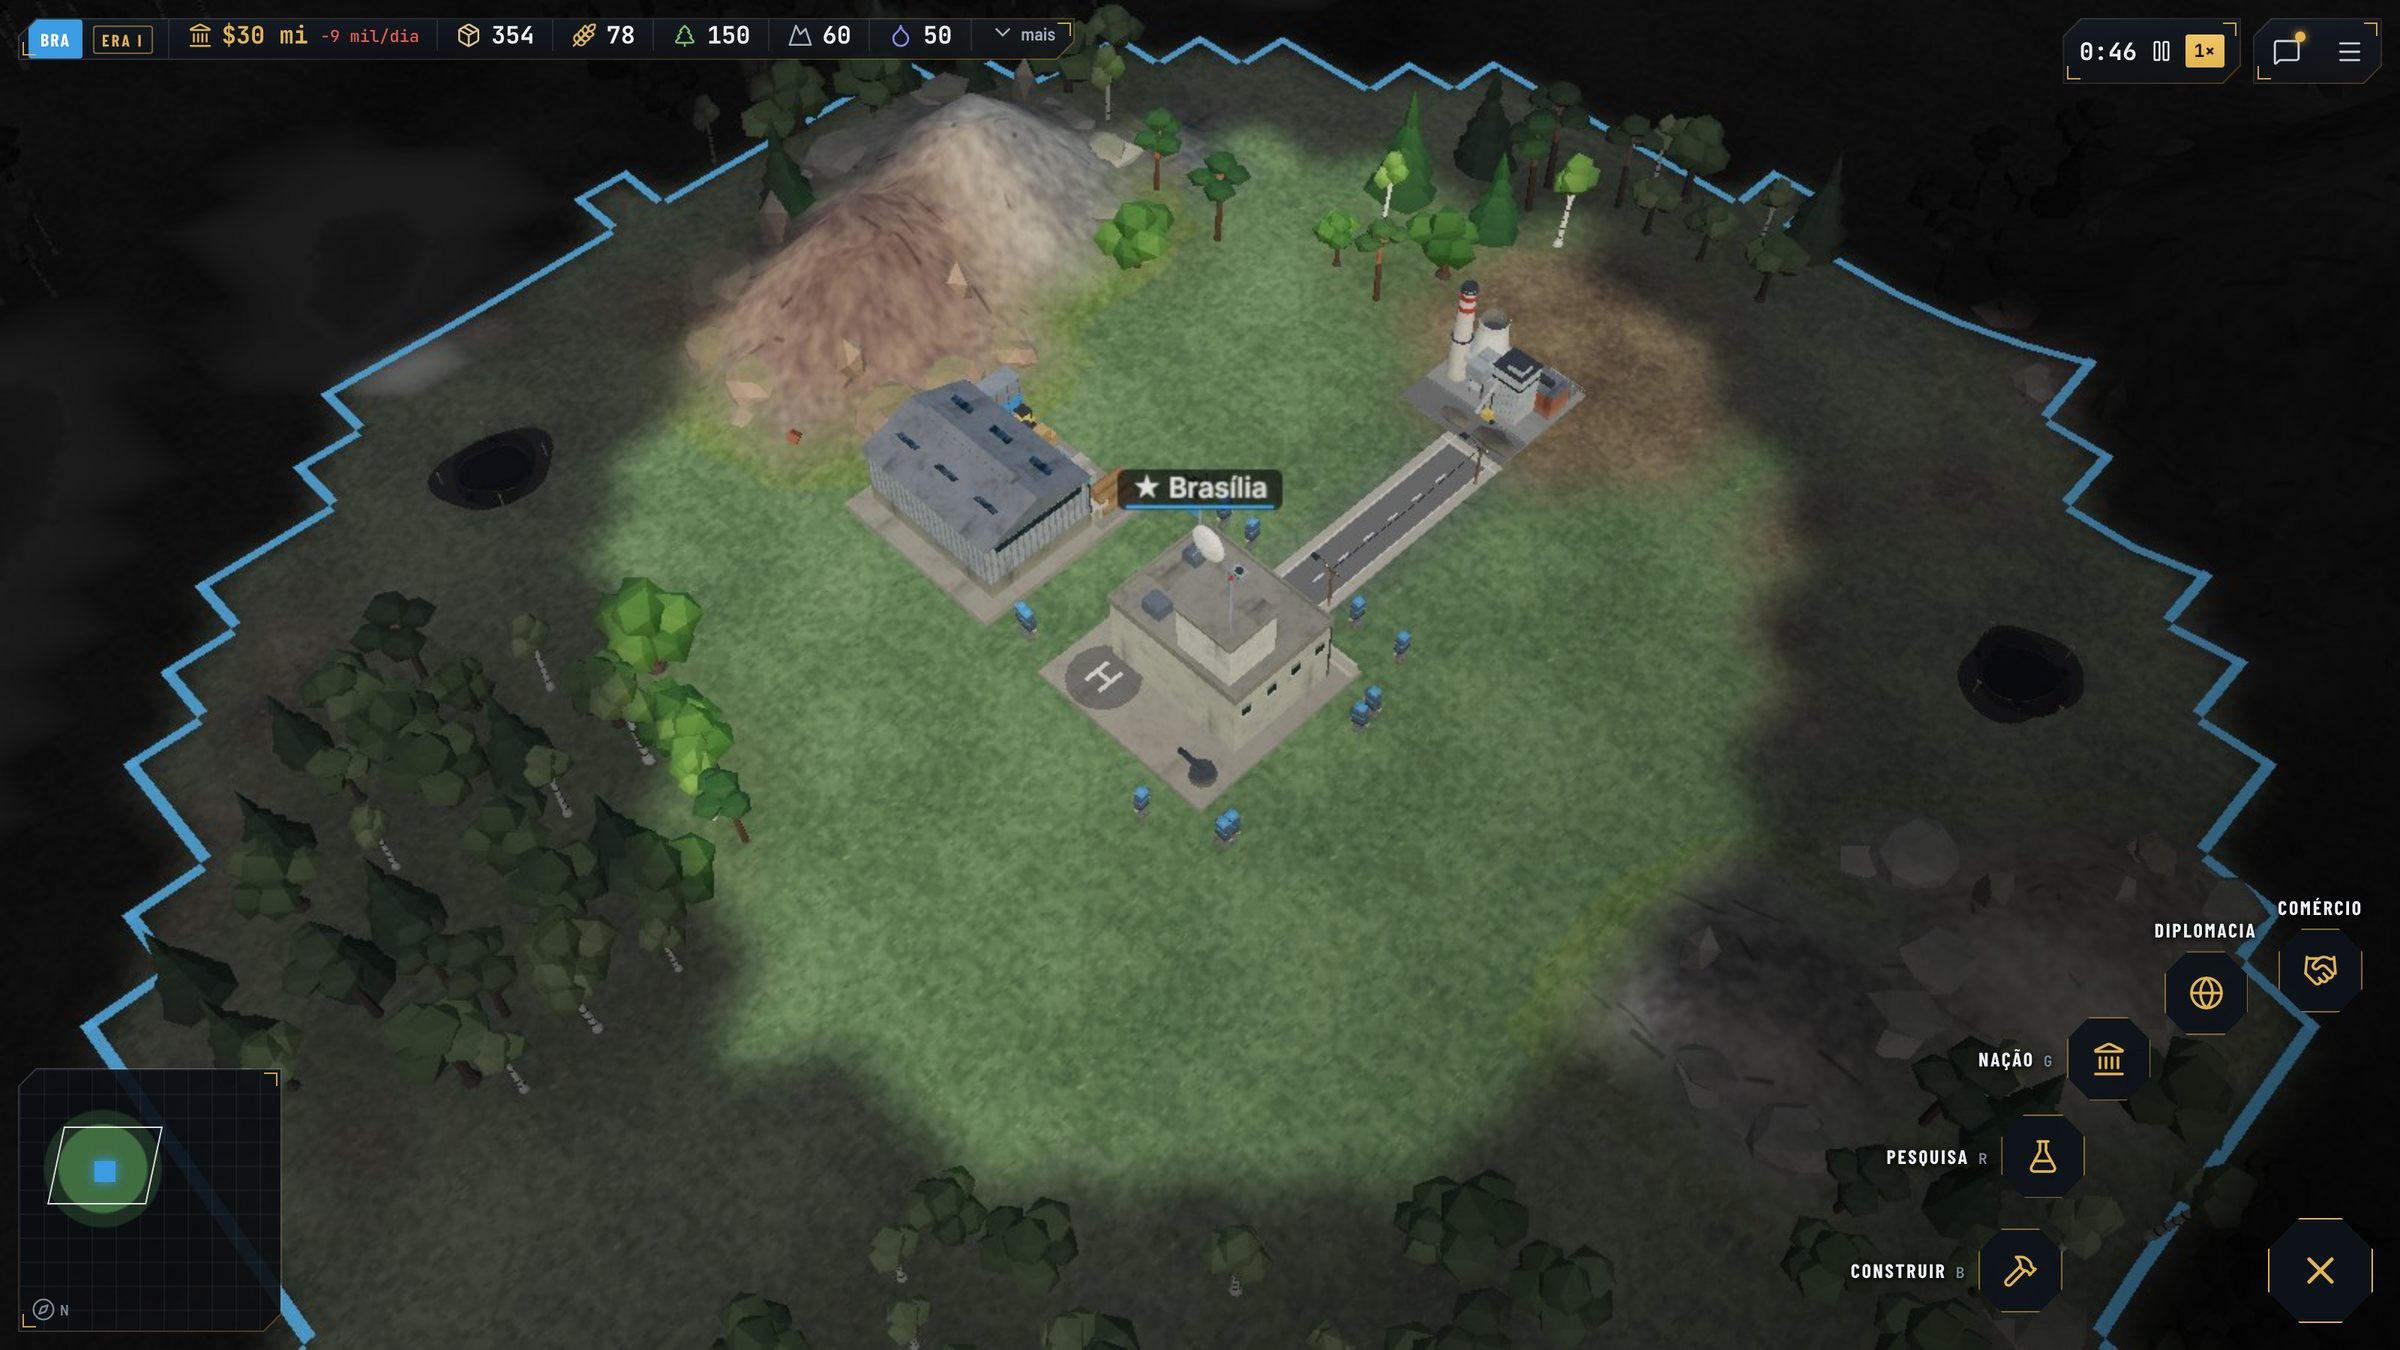 BRA ERA I $30 mi -9 mil/dia 354 78 150 60 50 mais
0:46 1×
★ Brasília
H
COMÉRCIO
DIPLOMACIA
NAÇÃO G
PESQUISA R
CONSTRUIR B
N